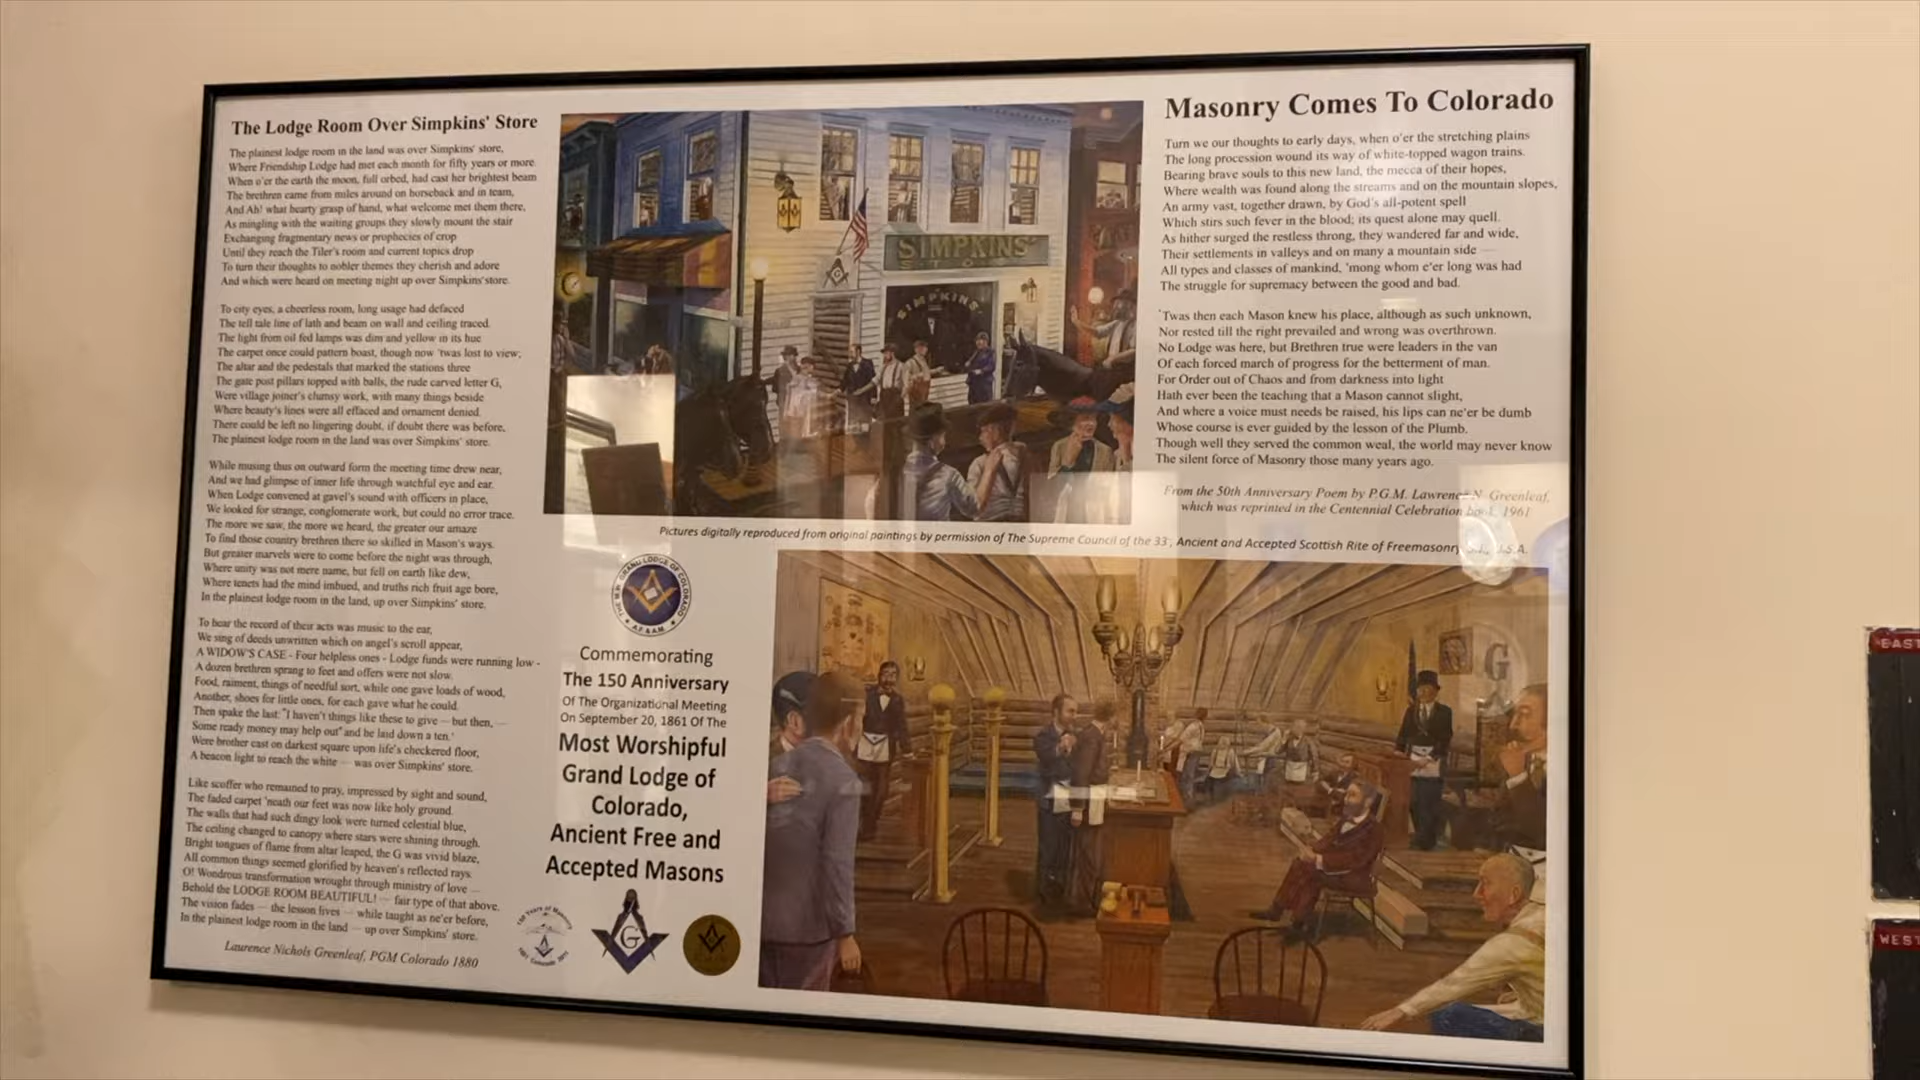 The Lodge Room Over Simpkins' Store
The plainest lodge room in the land was over Simpkins' store,
Where Friendship Lodge had met each month for fifty years or more.
When o'er the earth the moon, full orbed, had cast her brightest beam
The brethren came from miles around on horseback and in team,
And Ah! what hearty grasp of hand, what welcome met them there,
As mingling with the waiting groups they slowly mount the stair
Exchanging fragmentary news or prophecies of crop
Until they reach the Tiler's room and current topics drop
To turn their thoughts to nobler themes they cherish and adore
And which were heard on meeting night up over Simpkins'store.
To city eyes, a cheerless room, long usage had defaced
The tell tale line of lath and beam on wall and ceiling traced.
The light from oil fed lamps was dim and yellow in its hue
The carpet once could pattern boast, though now 'twas lost to view;
The altar and the pedestals that marked the stations three
The gate post pillars topped with balls, the rude carved letter G,
Were village joiner's clumsy work, with many things beside
Where beauty's lines were all effaced and ornament denied.
There could be left no lingering doubt, if doubt there was before,
The plainest lodge room in the land was over Simpkins' store.
While musing thus on outward form the meeting time drew near,
And we had glimpse of inner life through watchful eye and ear.
When Lodge convened at gavel's sound with officers in place,
We looked for strange, conglomerate work, but could no error trace.
The more we saw, the more we heard, the greater our amaze
To find those country brethren there so skilled in Mason's ways.
But greater marvels were to come before the night was through,
Where unity was not mere name, but fell on earth like dew,
Where tenets had the mind imbued, and truths rich fruit age bore,
In the plainest lodge room in the land, up over Simpkins' store.
To hear the record of their acts was music to the ear,
We sing of deeds unwritten which on angel's scroll appear,
A WIDOW'S CASE - Four helpless ones - Lodge funds were running low -
A dozen brethren sprang to feet and offers were not slow.
Food, raiment, things of needful sort, while one gave loads of wood,
Another, shoes for little ones, for each gave what he could.
Then spake the last: "I haven't things like these to give — but then, —
Some ready money may help out" and he laid down a ten.'
Were brother cast on darkest square upon life's checkered floor,
A beacon light to reach the white — was over Simpkins' store.
Like scoffer who remained to pray, impressed by sight and sound,
The faded carpet 'neath our feet was now like holy ground.
The walls that had such dingy look were turned celestial blue,
The ceiling changed to canopy where stars were shining through.
Bright tongues of flame from altar leaped, the G was vivid blaze,
All common things seemed glorified by heaven's reflected rays.
O! Wondrous transformation wrought through ministry of love —
Behold the LODGE ROOM BEAUTIFUL! — fair type of that above.
The vision fades — the lesson lives — while taught as ne'er before,
In the plainest lodge room in the land — up over Simpkins' store.
Laurence Nichols Greenleaf, PGM Colorado 1880
SIMPKINS'
STORE
SIMPKINS
Pictures digitally reproduced from original paintings by permission of The Supreme Council of the 33°, Ancient and Accepted Scottish Rite of Freemasonry
THE M.W. GRAND LODGE OF COLORADO
A.F. & A.M.
Commemorating
The 150 Anniversary
Of The Organizational Meeting
On September 20, 1861 Of The
Most Worshipful
Grand Lodge of
Colorado,
Ancient Free and
Accepted Masons
150 Years of Masonry
1861 Colorado 2011
G
Masonry Comes To Colorado
Turn we our thoughts to early days, when o'er the stretching plains
The long procession wound its way of white-topped wagon trains.
Bearing brave souls to this new land, the mecca of their hopes,
Where wealth was found along the streams and on the mountain slopes,
An army vast, together drawn, by God's all-potent spell
Which stirs such fever in the blood; its quest alone may quell.
As hither surged the restless throng, they wandered far and wide,
Their settlements in valleys and on many a mountain side —
All types and classes of mankind, 'mong whom e'er long was had
The struggle for supremacy between the good and bad.
'Twas then each Mason knew his place, although as such unknown,
Nor rested till the right prevailed and wrong was overthrown.
No Lodge was here, but Brethren true were leaders in the van
Of each forced march of progress for the betterment of man.
For Order out of Chaos and from darkness into light
Hath ever been the teaching that a Mason cannot slight,
And where a voice must needs be raised, his lips can ne'er be dumb
Whose course is ever guided by the lesson of the Plumb.
Though well they served the common weal, the world may never know
The silent force of Masonry those many years ago.
From the 50th Anniversary Poem by P.G.M. Lawrence N. Greenleaf,
which was reprinted in the Centennial Celebration book, 1961
G
EAST
WEST